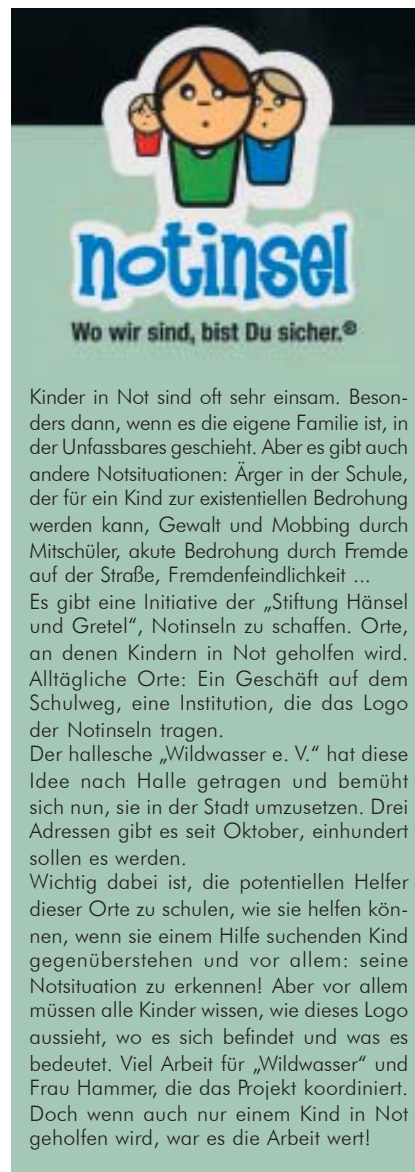 notinsel
Wo wir sind, bist Du sicher.®
Kinder in Not sind oft sehr einsam. Beson-
ders dann, wenn es die eigene Familie ist, in
der Unfassbares geschieht. Aber es gibt auch
andere Notsituationen: Ärger in der Schule,
der für ein Kind zur existentiellen Bedrohung
werden kann, Gewalt und Mobbing durch
Mitschüler, akute Bedrohung durch Fremde
auf der Straße, Fremdenfeindlichkeit ...
Es gibt eine Initiative der „Stiftung Hänsel
und Gretel“, Notinseln zu schaffen. Orte,
an denen Kindern in Not geholfen wird.
Alltägliche Orte: Ein Geschäft auf dem
Schulweg, eine Institution, die das Logo
der Notinseln tragen.
Der hallesche „Wildwasser e. V.“ hat diese
Idee nach Halle getragen und bemüht
sich nun, sie in der Stadt umzusetzen. Drei
Adressen gibt es seit Oktober, einhundert
sollen es werden.
Wichtig dabei ist, die potentiellen Helfer
dieser Orte zu schulen, wie sie helfen kön-
nen, wenn sie einem Hilfe suchenden Kind
gegenüberstehen und vor allem: seine
Notsituation zu erkennen! Aber vor allem
müssen alle Kinder wissen, wie dieses Logo
aussieht, wo es sich befindet und was es
bedeutet. Viel Arbeit für „Wildwasser“ und
Frau Hammer, die das Projekt koordiniert.
Doch wenn auch nur einem Kind in Not
geholfen wird, war es die Arbeit wert!